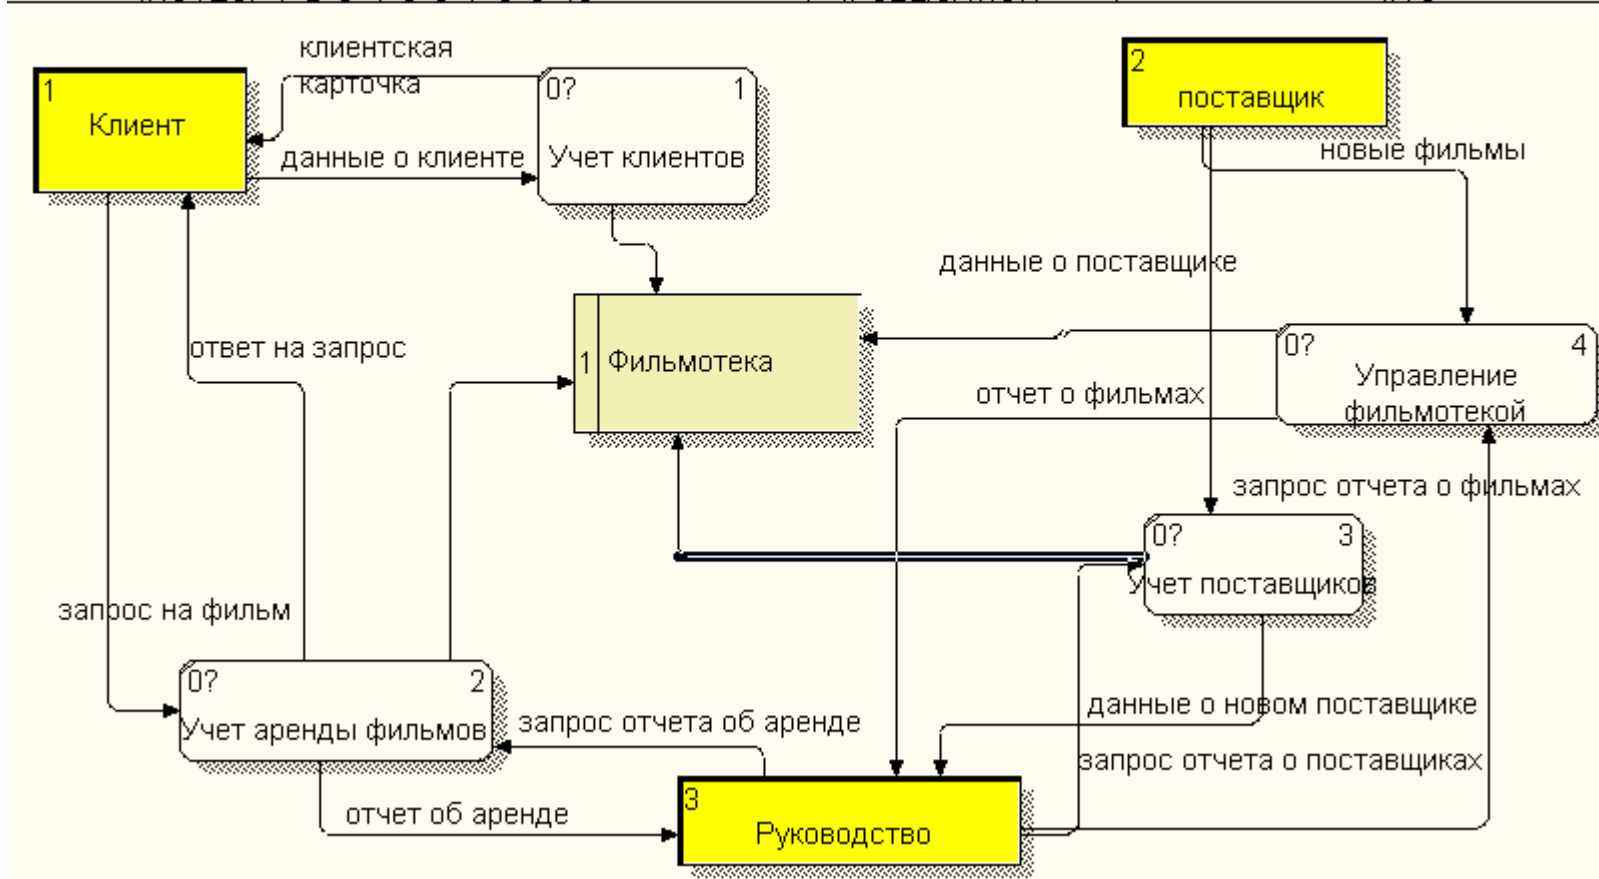 клиентская
карточка
1
Клиент
0? 1
Учет клиентов
данные о клиенте
2
поставщик
новые фильмы
данные о поставщике
ответ на запрос
1 Фильмотека
0? 4
Управление
фильмотекой
отчет о фильмах
запрос отчета о фильмах
0? 3
Учет поставщиков
запрос на фильм
0? 2
Учет аренды фильмов
запрос отчета об аренде
данные о новом поставщике
запрос отчета о поставщиках
отчет об аренде
3
Руководство